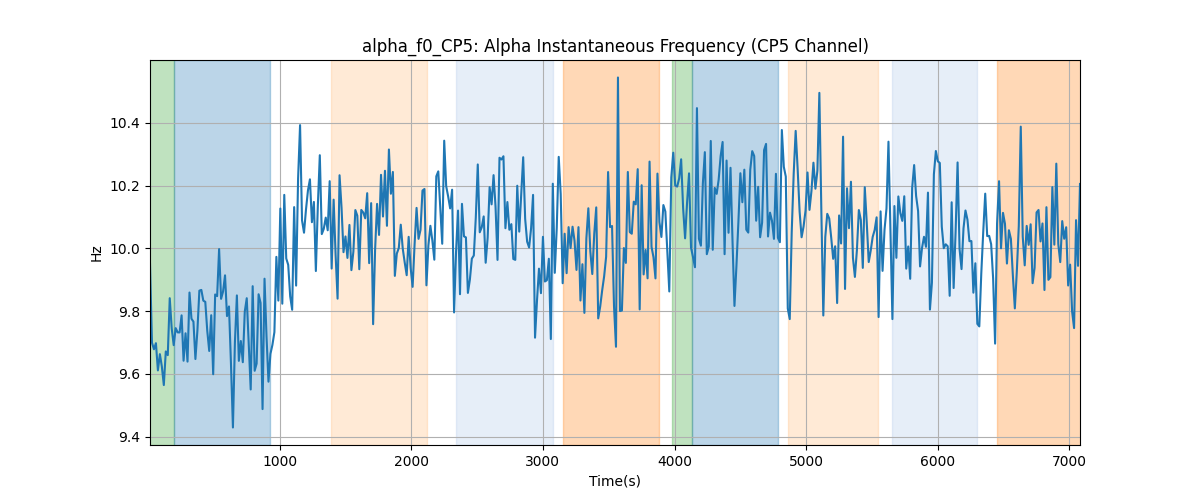 alpha_f0_CP5: Alpha Instantaneous Frequency (CP5 Channel)
Hz
10.4
10.2
10.0
9.8
9.6
9.4
1000 2000 3000 4000 5000 6000 7000
Time(s)